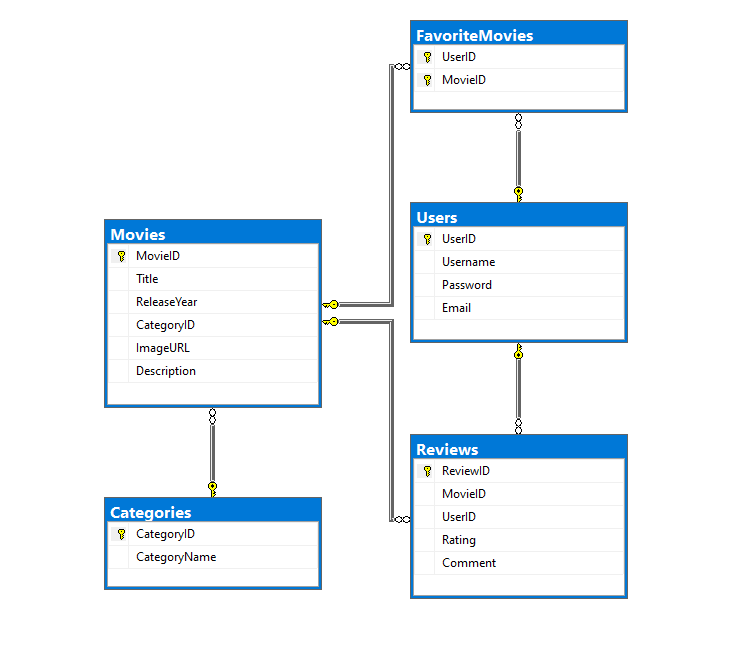 FavoriteMovies
UserID
MovieID
Users
UserID
Username
Password
Email
Movies
MovieID
Title
ReleaseYear
CategoryID
ImageURL
Description
Reviews
ReviewID
MovieID
UserID
Rating
Comment
Categories
CategoryID
CategoryName